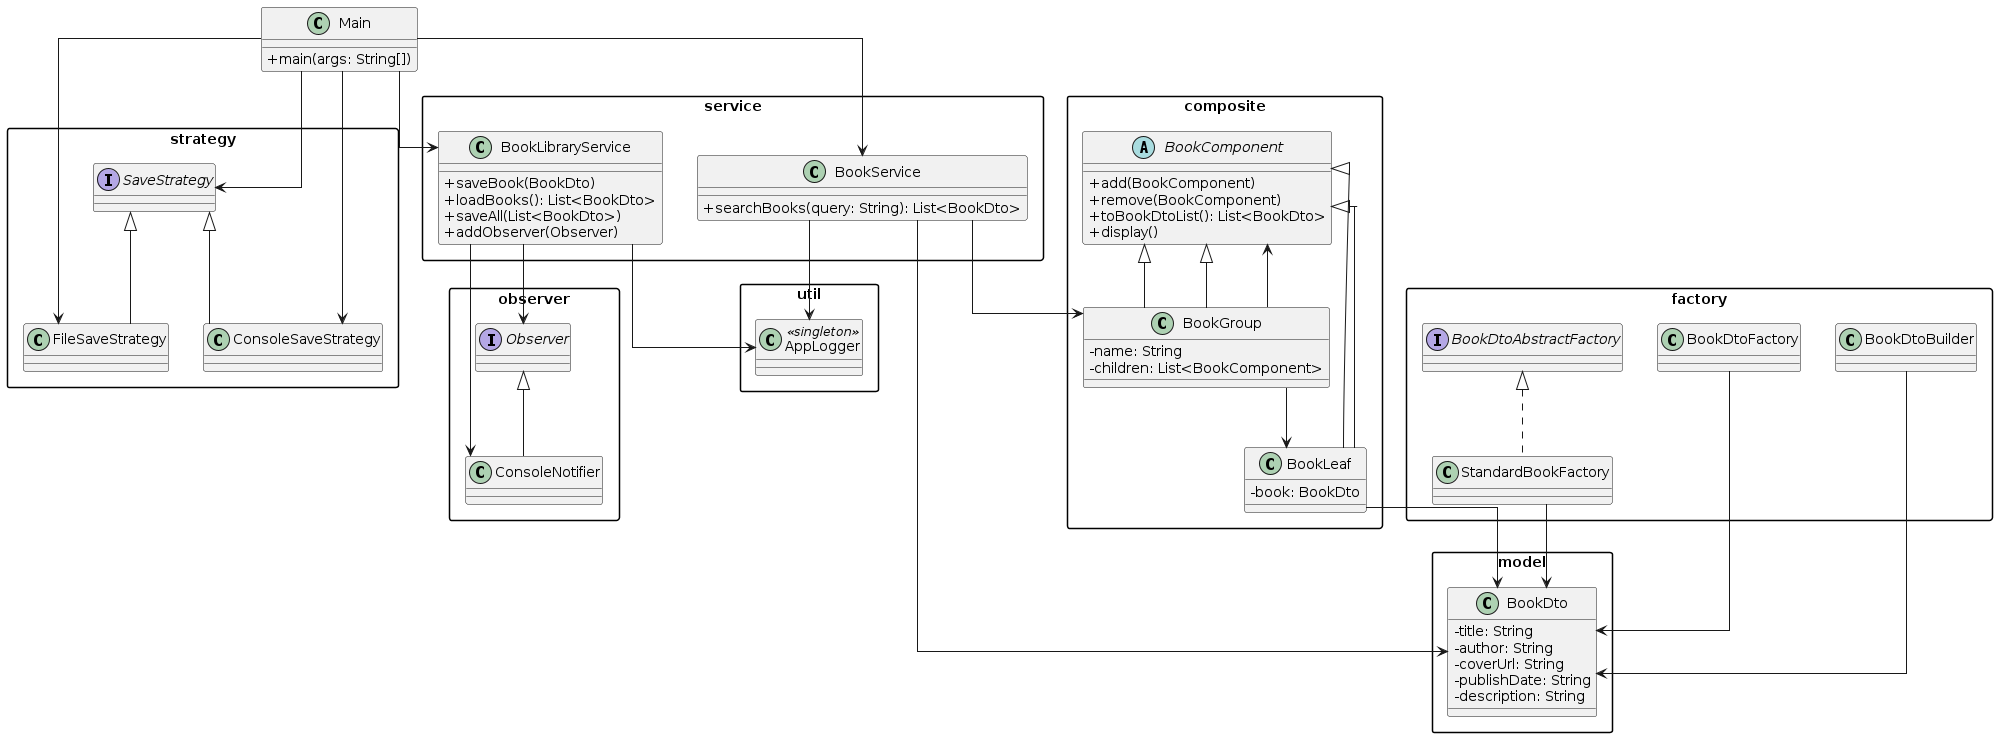 C Main
+main(args: String[])
strategy
I SaveStrategy
C FileSaveStrategy
C ConsoleSaveStrategy
service
C BookLibraryService
+saveBook(BookDto)
+loadBooks(): List<BookDto>
+saveAll(List<BookDto>)
+addObserver(Observer)
C BookService
+searchBooks(query: String): List<BookDto>
observer
I Observer
C ConsoleNotifier
util
C «singleton»
AppLogger
composite
A BookComponent
+add(BookComponent)
+remove(BookComponent)
+toBookDtoList(): List<BookDto>
+display()
C BookGroup
-name: String
-children: List<BookComponent>
C BookLeaf
-book: BookDto
factory
I BookDtoAbstractFactory
C BookDtoFactory
C BookDtoBuilder
C StandardBookFactory
model
C BookDto
-title: String
-author: String
-coverUrl: String
-publishDate: String
-description: String